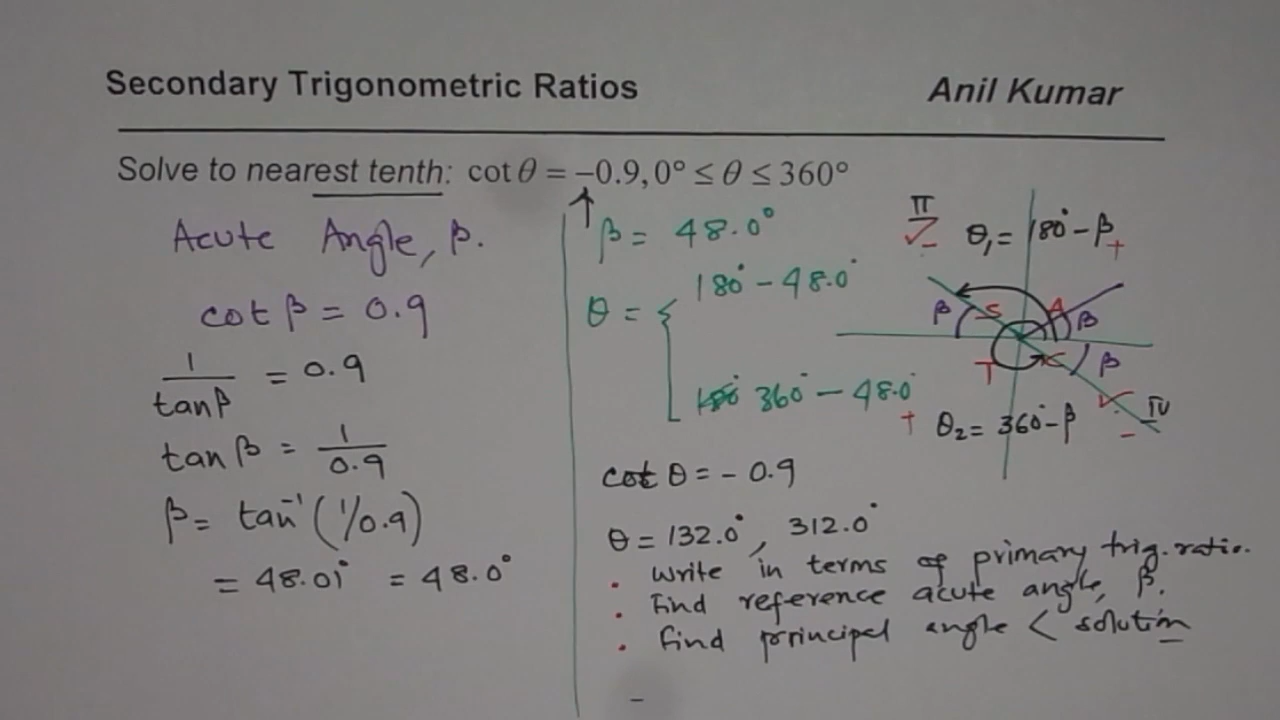 Secondary Trigonometric Ratios Anil Kumar
Solve to nearest tenth: cot θ = −0.9, 0° ≤ θ ≤ 360°
Acute Angle, β.
cot β = 0.9
1/tanβ = 0.9
tan β = 1/0.9
β = tan⁻¹(1/0.9)
= 48.01° = 48.0°
β = 48.0°
θ = {
180° − 48.0°
360° − 48.0°
II
✓ −
θ₁ = 180° − β
+
β S A β
T C β
✓ IV
−
+ θ₂ = 360° − β
cot θ = − 0.9
θ = 132.0°, 312.0°
• Write in terms of primary trig. ratio.
• Find reference acute angle, β.
• Find principal angle < solution